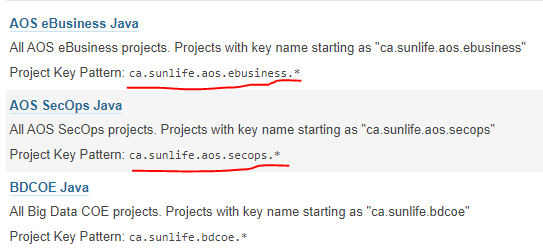 AOS eBusiness Java
All AOS eBusiness projects. Projects with key name starting as "ca.sunlife.aos.ebusiness"
Project Key Pattern: ca.sunlife.aos.ebusiness.*
AOS SecOps Java
All AOS SecOps projects. Projects with key name starting as "ca.sunlife.aos.secops"
Project Key Pattern: ca.sunlife.aos.secops.*
BDCOE Java
All Big Data COE projects. Projects with key name starting as "ca.sunlife.bdcoe"
Project Key Pattern: ca.sunlife.bdcoe.*